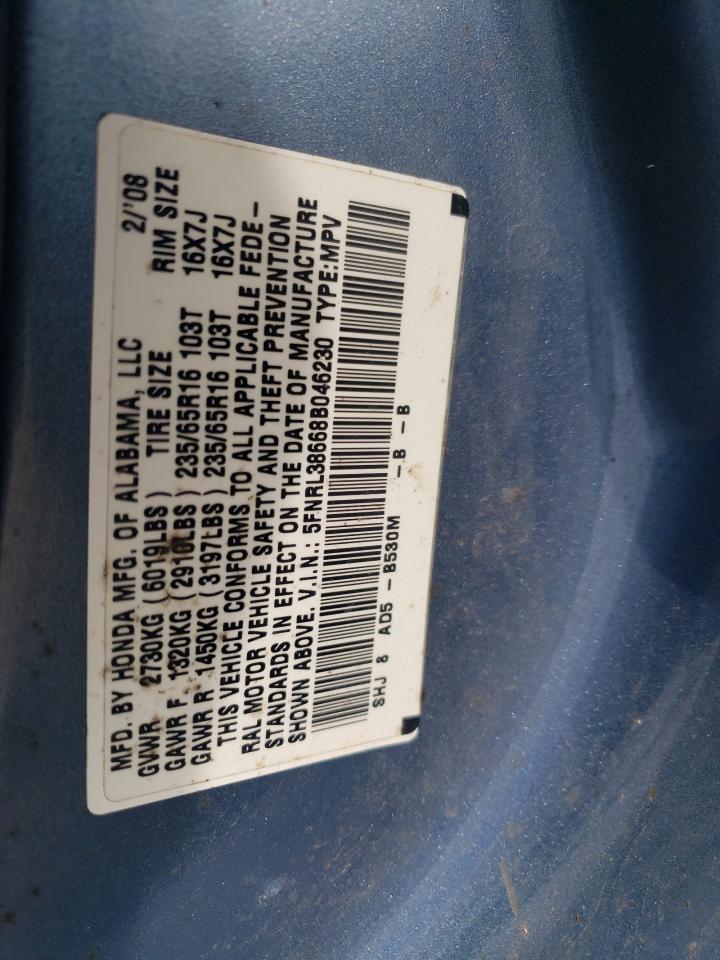 MFD. BY HONDA MFG. OF ALABAMA, LLC 2/'08
GVWR 2730KG (6019LBS) TIRE SIZE RIM SIZE
GAWR F 1320KG (2910LBS) 235/65R16 103T 16X7J
GAWR R 1450KG (3197LBS) 235/65R16 103T 16X7J
THIS VEHICLE CONFORMS TO ALL APPLICABLE FEDE-
RAL MOTOR VEHICLE SAFETY AND THEFT PREVENTION
STANDARDS IN EFFECT ON THE DATE OF MANUFACTURE
SHOWN ABOVE. V.I.N.: 5FNRL38668B046230 TYPE:MPV
SHJ 8 AD5 -B530M -B -B